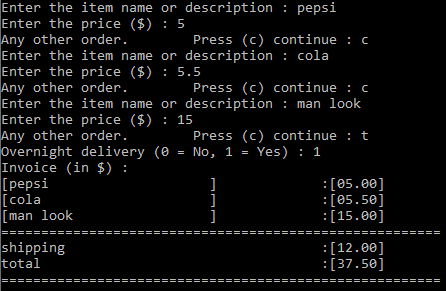 Enter the item name or description : pepsi
Enter the price ($) : 5
Any other order.        Press (c) continue : c
Enter the item name or description : cola
Enter the price ($) : 5.5
Any other order.        Press (c) continue : c
Enter the item name or description : man look
Enter the price ($) : 15
Any other order.        Press (c) continue : t
Overnight delivery (0 = No, 1 = Yes) : 1
Invoice (in $) :
[pepsi                    ]             :[05.00]
[cola                     ]             :[05.50]
[man look                 ]             :[15.00]
=======================================================
shipping                                :[12.00]
total                                   :[37.50]
=======================================================